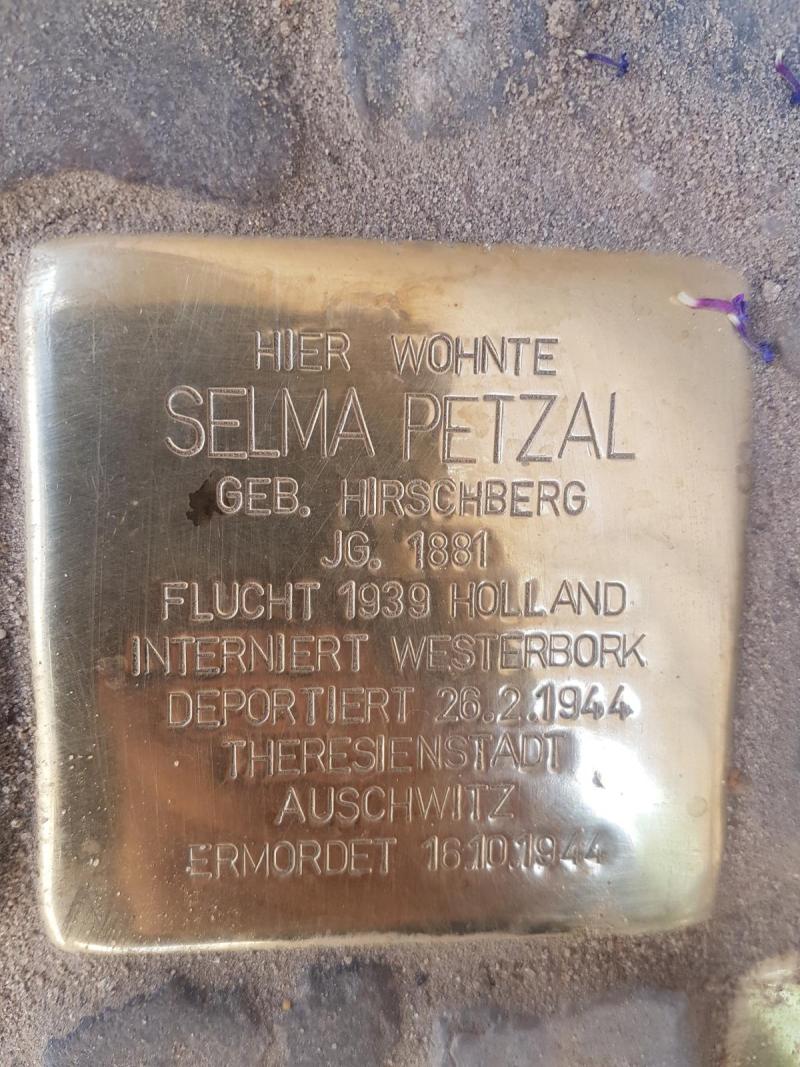 HIER WOHNTE
SELMA PETZAL
GEB. HIRSCHBERG
JG. 1881
FLUCHT 1939 HOLLAND
INTERNIERT WESTERBORK
DEPORTIERT 26.2.1944
THERESIENSTADT
AUSCHWITZ
ERMORDET 16.10.1944